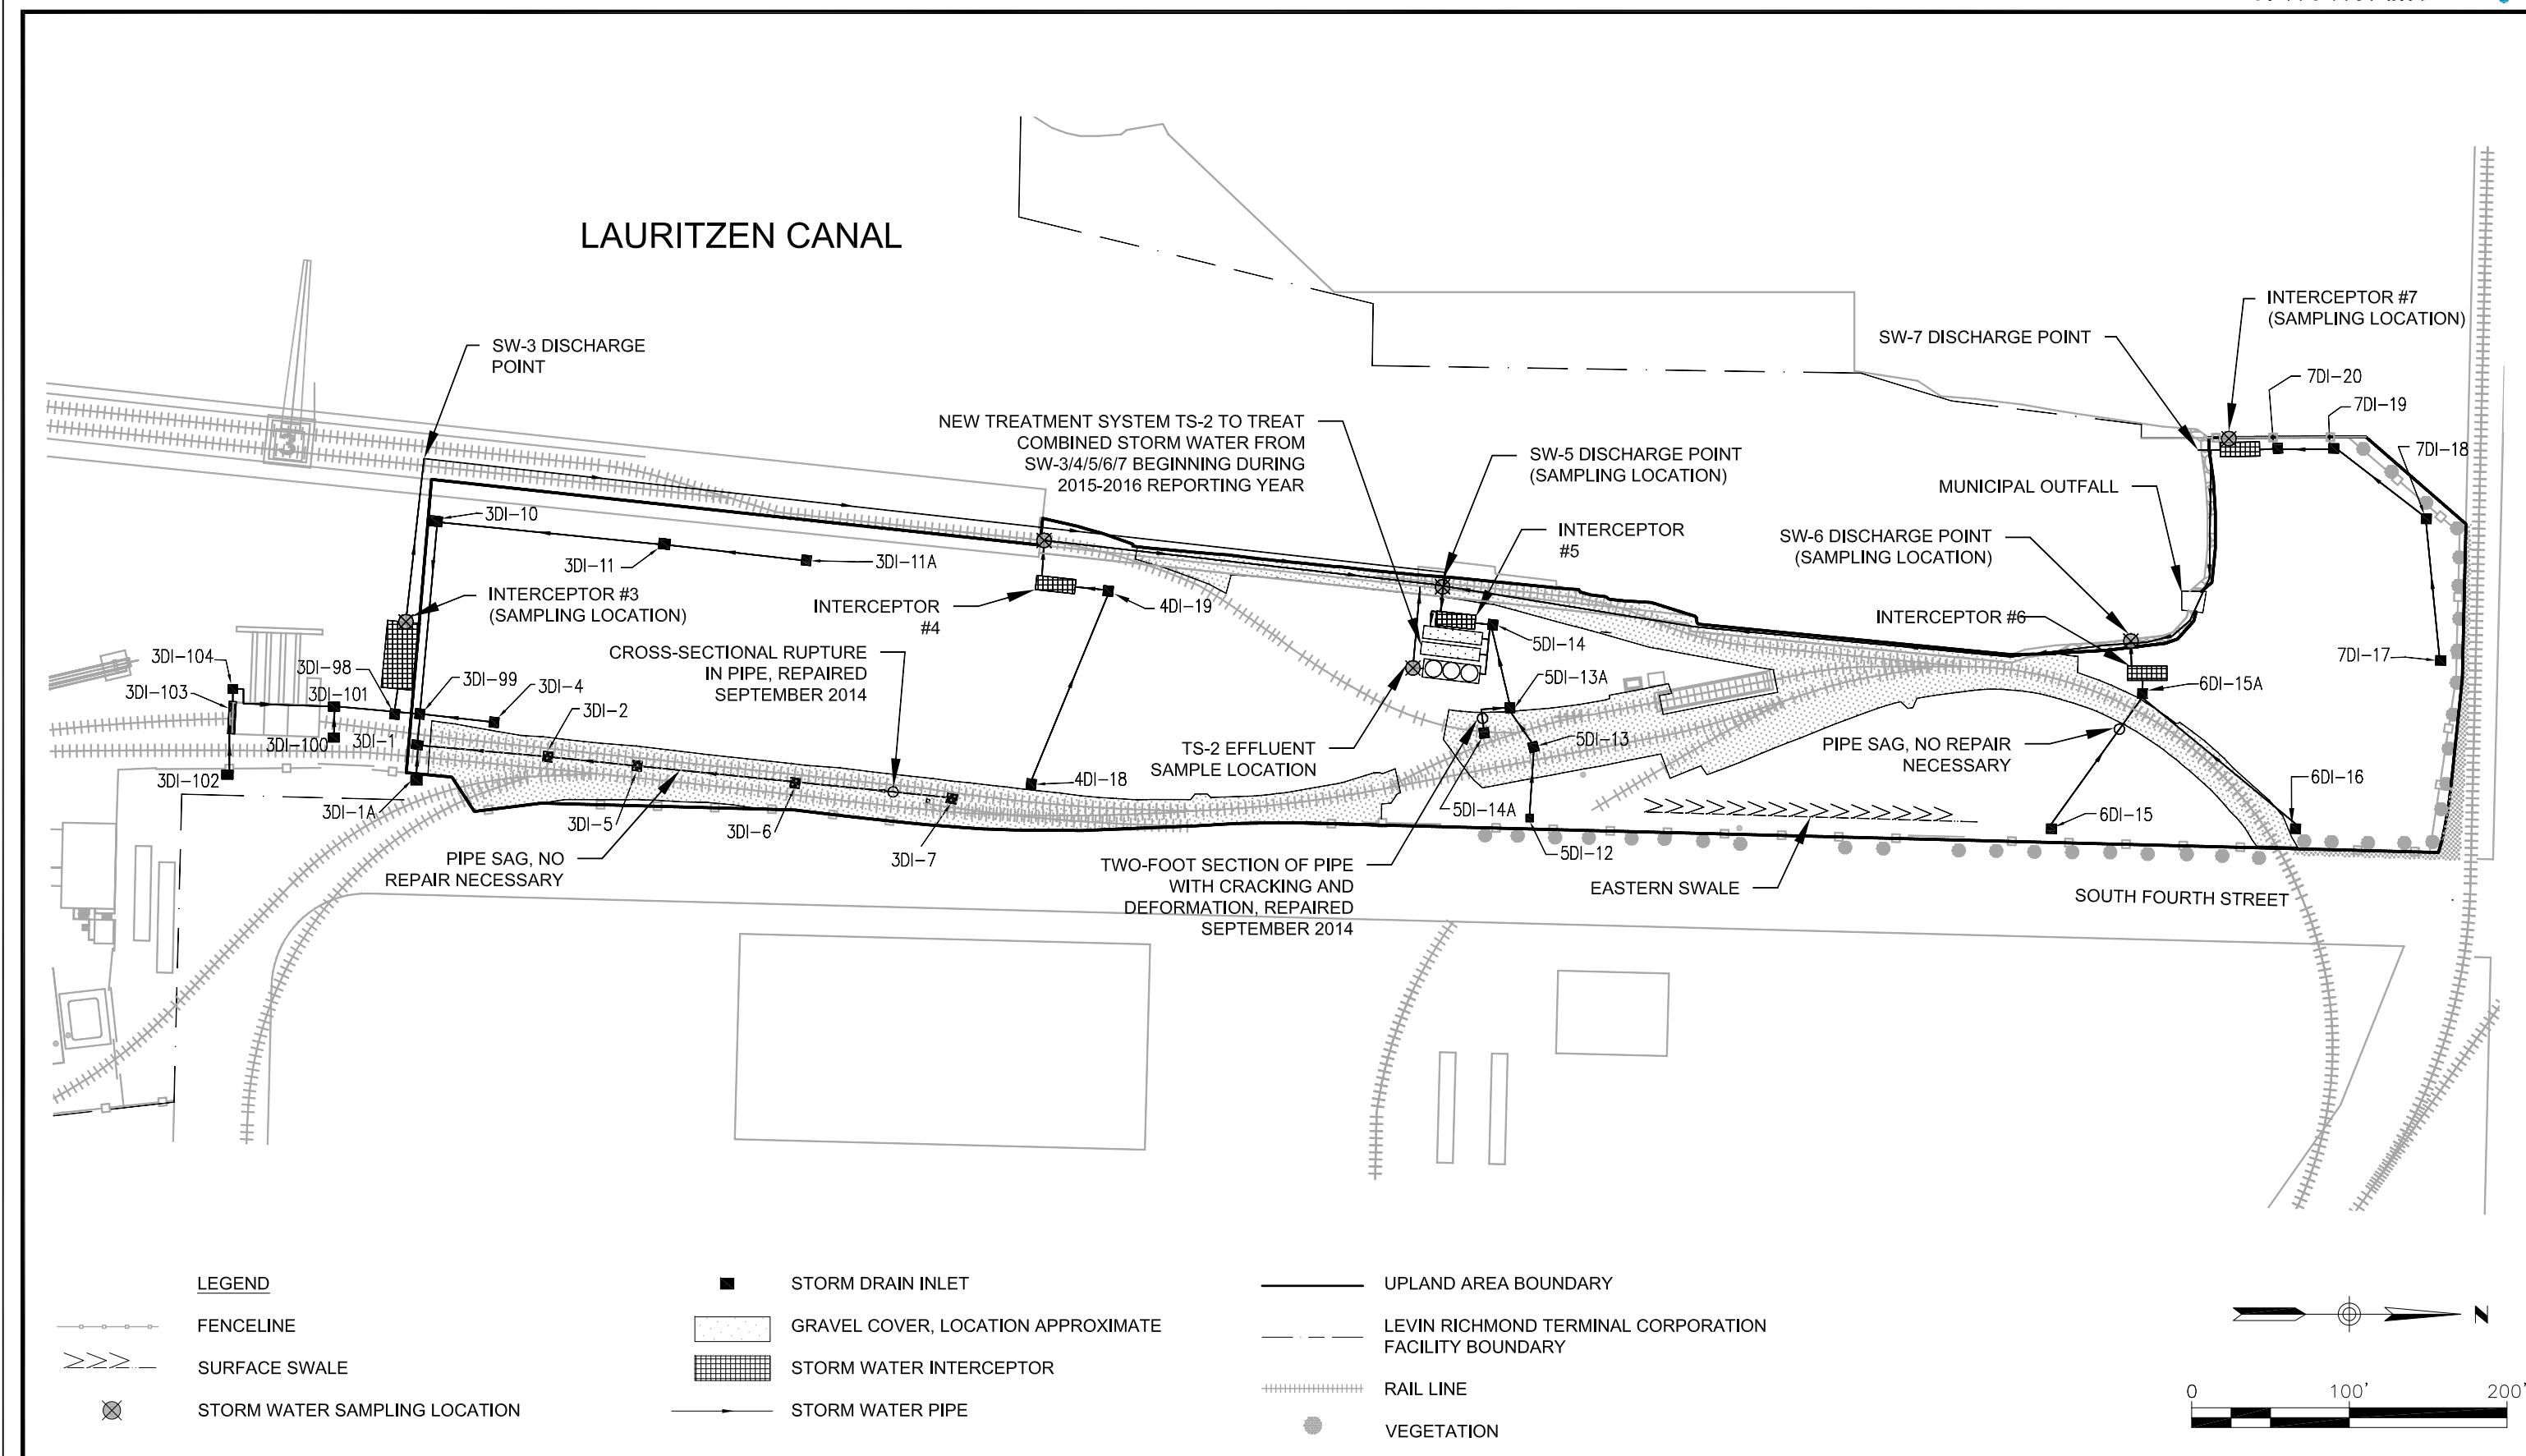 LAURITZEN CANAL
SW-3 DISCHARGE
POINT
NEW TREATMENT SYSTEM TS-2 TO TREAT
COMBINED STORM WATER FROM
SW-3/4/5/6/7 BEGINNING DURING
2015-2016 REPORTING YEAR
SW-5 DISCHARGE POINT
(SAMPLING LOCATION)
SW-7 DISCHARGE POINT
INTERCEPTOR #7
(SAMPLING LOCATION)
7DI-20
7DI-19
7DI-18
MUNICIPAL OUTFALL
SW-6 DISCHARGE POINT
(SAMPLING LOCATION)
INTERCEPTOR
#5
INTERCEPTOR #6
3
3DI-10
3DI-11
3DI-11A
INTERCEPTOR #3
(SAMPLING LOCATION)
INTERCEPTOR
#4
4DI-19
5DI-14
7DI-17
CROSS-SECTIONAL RUPTURE
IN PIPE, REPAIRED
SEPTEMBER 2014
3DI-104
3DI-103
3DI-98
3DI-101
3DI-99
3DI-4
3DI-2
3DI-100
3DI-1
3DI-102
3DI-1A
3DI-5
3DI-6
3DI-7
4DI-18
5DI-13A
5DI-13
6DI-15A
TS-2 EFFLUENT
SAMPLE LOCATION
PIPE SAG, NO REPAIR
NECESSARY
5DI-14A
5DI-12
6DI-15
6DI-16
PIPE SAG, NO
REPAIR NECESSARY
TWO-FOOT SECTION OF PIPE
WITH CRACKING AND
DEFORMATION, REPAIRED
SEPTEMBER 2014
EASTERN SWALE
SOUTH FOURTH STREET
LEGEND
FENCELINE
SURFACE SWALE
STORM WATER SAMPLING LOCATION
STORM DRAIN INLET
GRAVEL COVER, LOCATION APPROXIMATE
STORM WATER INTERCEPTOR
STORM WATER PIPE
UPLAND AREA BOUNDARY
LEVIN RICHMOND TERMINAL CORPORATION
FACILITY BOUNDARY
RAIL LINE
VEGETATION
N
0 100' 200'